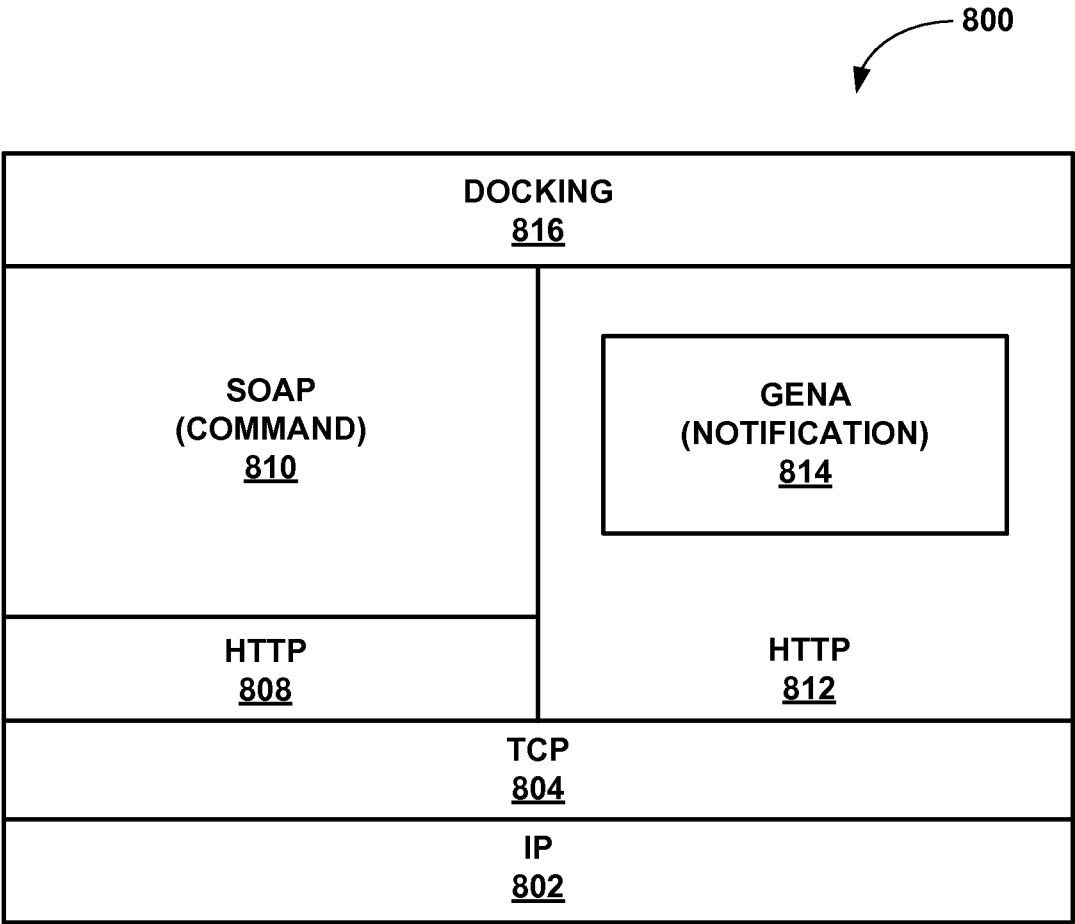 800
DOCKING
816
SOAP
(COMMAND)
810
GENA
(NOTIFICATION)
814
HTTP
808
HTTP
812
TCP
804
IP
802